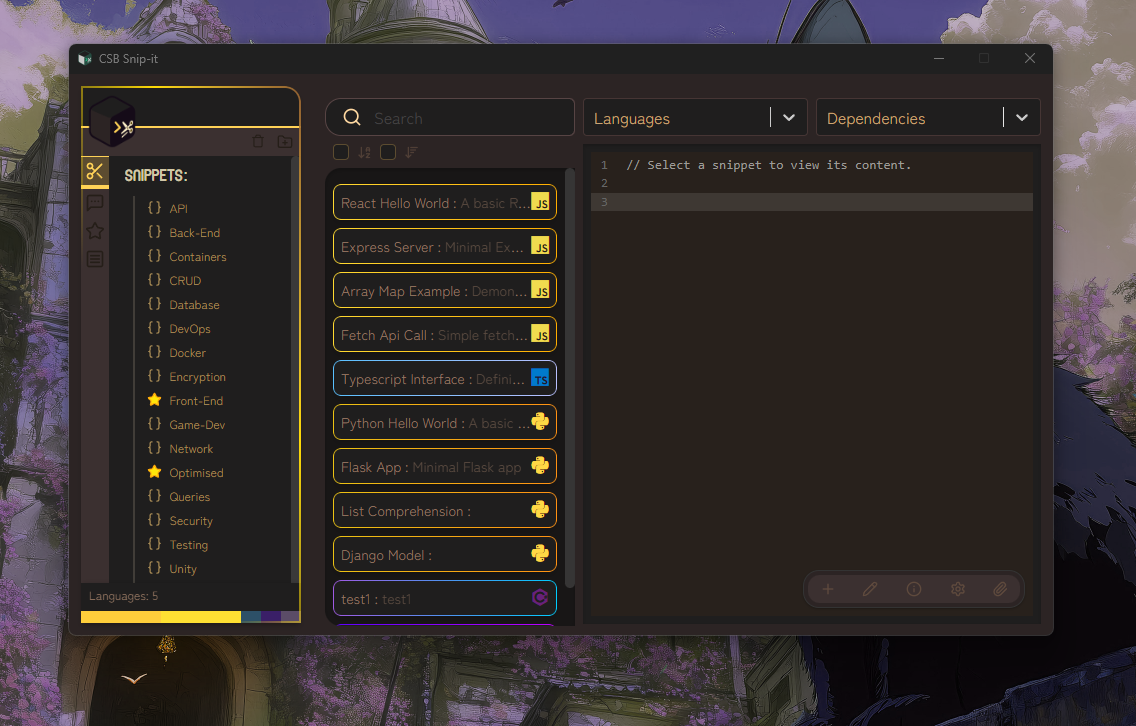 CSB Snip-it
SNIPPETS:
API
Back-End
Containers
CRUD
Database
DevOps
Docker
Encryption
Front-End
Game-Dev
Network
Optimised
Queries
Security
Testing
Unity
Languages: 5
Search
React Hello World : A basic R... JS
Express Server : Minimal Ex... JS
Array Map Example : Demon... JS
Fetch Api Call : Simple fetch... JS
Typescript Interface : Defini... TS
Python Hello World : A basic ...
Flask App : Minimal Flask app
List Comprehension :
Django Model :
test1 : test1
Languages
Dependencies
1 // Select a snippet to view its content.
2
3